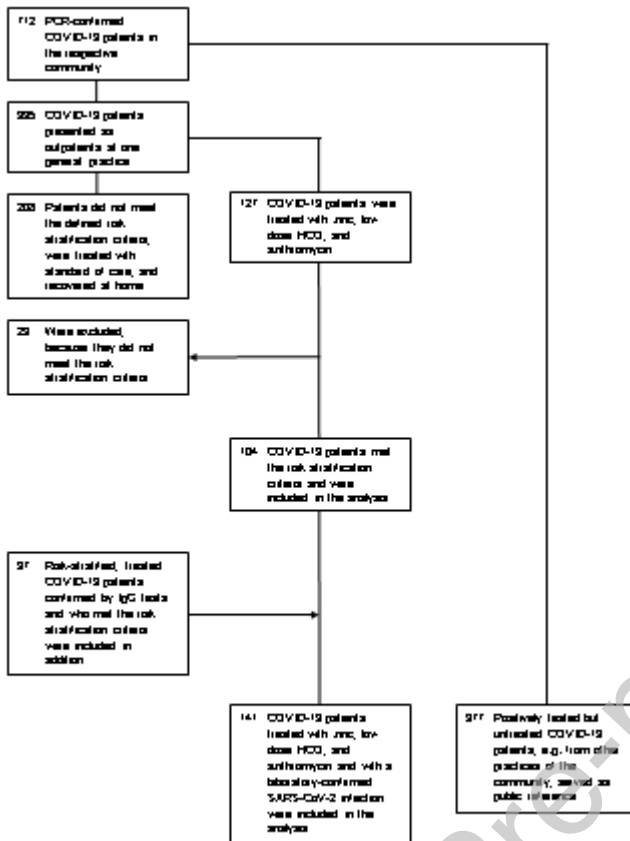 712 PCR-confirmed
COVID-19 patients in
the respective
community
335 COVID-19 patients
presented as
outpatients at one
general practice
208 Patients did not meet
the defined risk
stratification criteria,
were treated with
standard of care, and
recovered at home
127 COVID-19 patients were
treated with zinc, low-
dose HCQ, and
azithromycin
23 Were excluded,
because they did not
meet the risk
stratification criteria
104 COVID-19 patients met
the risk stratification
criteria and were
included in the analysis
37 Risk-stratified, treated
COVID-19 patients
confirmed by IgG tests
and who met the risk
stratification criteria
were included in
addition
141 COVID-19 patients
treated with zinc, low-
dose HCQ, and
azithromycin and with a
laboratory-confirmed
SARS-CoV-2 infection
were included in the
analysis
377 Positively tested but
untreated COVID-19
patients, e.g. from other
practices of the
community, served as
public reference